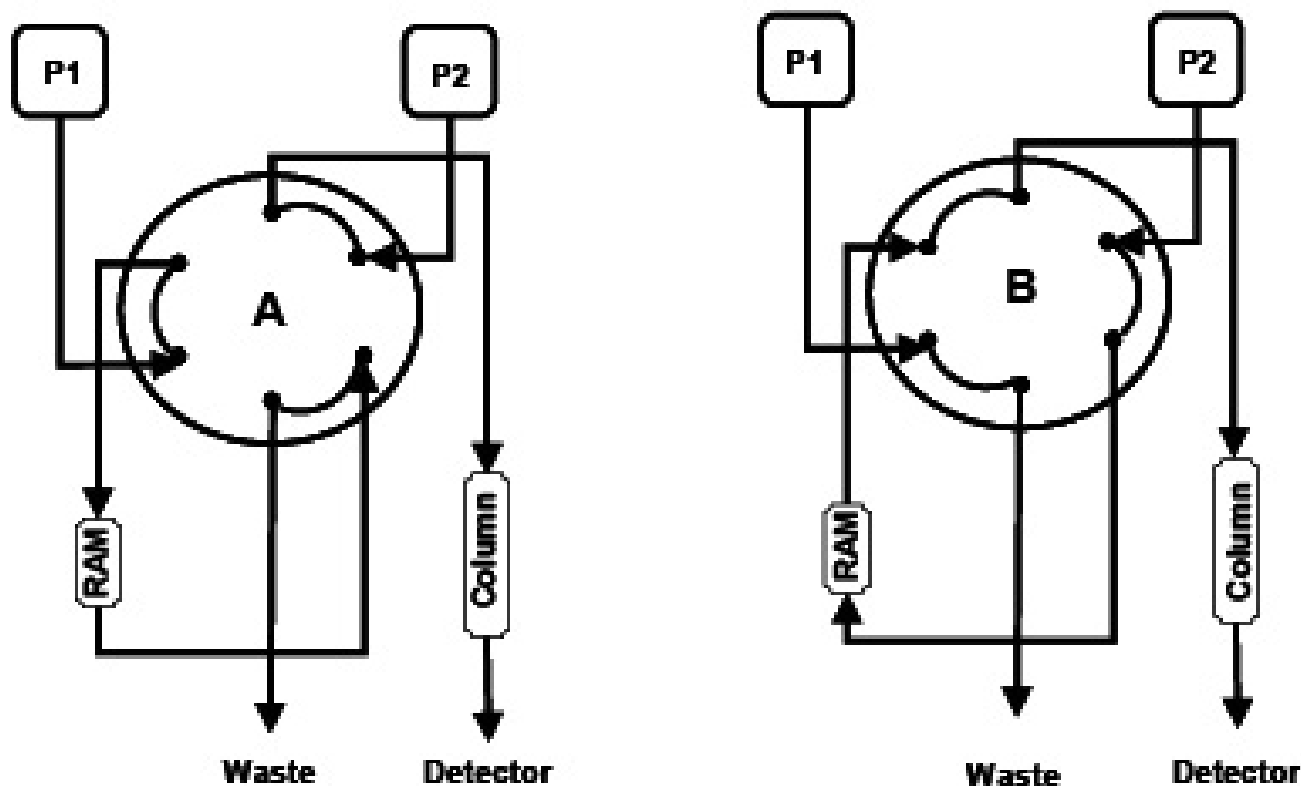 P1
P2
A
RAM
Column
Waste
Detector
P1
P2
B
RAM
Column
Waste
Detector